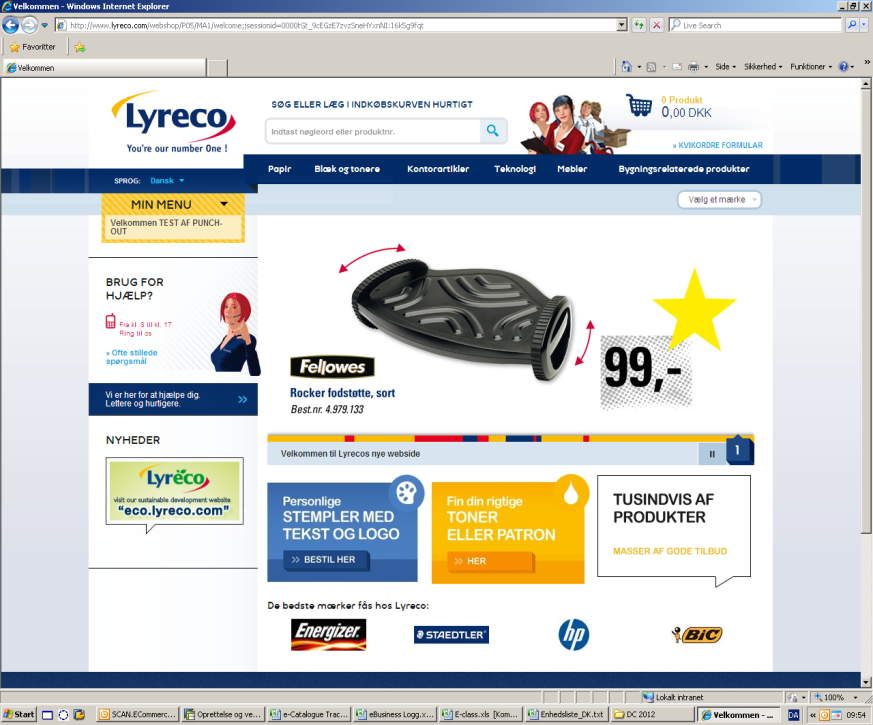 Velkommen - Windows Internet Explorer
http://www.lyreco.com/webshop/P05/MA1/welcome;jsessionid=0000tGt_9cEGzE7zvzSneHYxnAl:16k5g9fqt
Live Search
Favoritter
Velkommen
Side
Sikkerhed
Funktioner
Lyreco
You're our number One !
SØG ELLER LÆG I INDKØBSKURVEN HURTIGT
Indtast nøgleord eller produktnr.
0 Produkt
0,00 DKK
» KVIKORDRE FORMULAR
SPROG: Dansk
Papir Blæk og tonere Kontorartikler Teknologi Møbler Bygningsrelaterede produkter
Vælg et mærke
MIN MENU
Velkommen TEST AF PUNCH-
OUT
BRUG FOR
HJÆLP?
Fra kl. 8 til kl. 17
Ring til os
» Ofte stillede
spørgsmål
Vi er her for at hjælpe dig.
Lettere og hurtigere.
»
NYHEDER
Lyreco
visit our sustainable development website
"eco.lyreco.com"
Fellowes
Rocker fodstøtte, sort
Best.nr. 4.979.133
99,-
Velkommen til Lyrecos nye webside
1
Personlige
STEMPLER MED
TEKST OG LOGO
» BESTIL HER
Fin din rigtige
TONER
ELLER PATRON
» HER
TUSINDVIS AF
PRODUKTER
MASSER AF GODE TILBUD
De bedste mærker fås hos Lyreco:
Energizer
STAEDTLER
hp
BIC
Lokalt intranet
100%
Start
SCAN.ECommerc...
Oprettelse og ve...
e-Catalogue Trac...
eBusiness Logg.x...
E-class.xls [Kom...
Enhedsliste_DK.txt
DC 2012
Velkommen - ...
DA
09:54